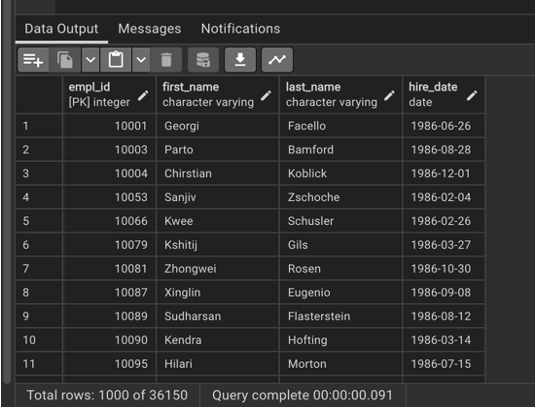 Data Output Messages Notifications
empl_id first_name last_name hire_date
[PK] integer character varying character varying date
1 10001 Georgi Facello 1986-06-26
2 10003 Parto Bamford 1986-08-28
3 10004 Chirstian Koblick 1986-12-01
4 10053 Sanjiv Zschoche 1986-02-04
5 10066 Kwee Schusler 1986-02-26
6 10079 Kshitij Gils 1986-03-27
7 10081 Zhongwei Rosen 1986-10-30
8 10087 Xinglin Eugenio 1986-09-08
9 10089 Sudharsan Flasterstein 1986-08-12
10 10090 Kendra Hofting 1986-03-14
11 10095 Hilari Morton 1986-07-15
Total rows: 1000 of 36150 Query complete 00:00:00.091